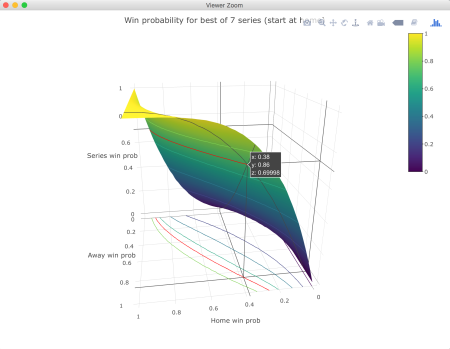 Viewer Zoom
Win probability for best of 7 series (start at h
1
0.8
0.6
0.4
0.2
0
1
0.6
0.4
0.2
0
Series win prob
x: 0.38
y: 0.86
z: 0.69998
0
0.2
0.4
0.6
0.8
1
Away win prob
1
0.8
0.6
0.4
0.2
0
Home win prob